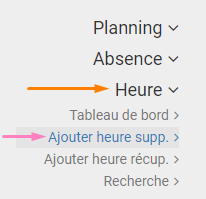 Planning
Absence
Heure
Tableau de bord
Ajouter heure supp.
Ajouter heure récup.
Recherche